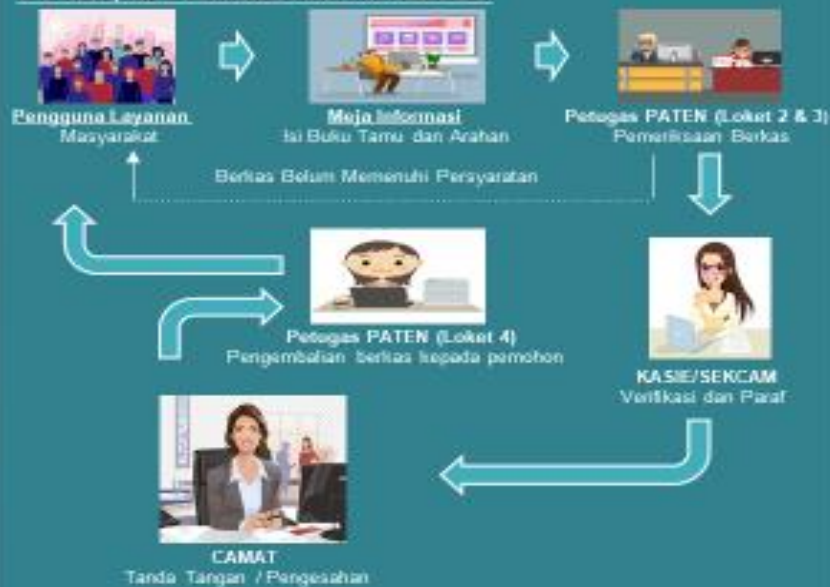 Pengguna Layanan
Masyarakat
Meja Informasi
Isi Buku Tamu dan Arahan
Petugas PATEN (Loket 2 & 3)
Pemeriksaan Berkas
Berkas Belum Memenuhi Persyaratan
Petugas PATEN (Loket 4)
Pengembalian berkas kepada pemohon
KASIE/SEKCAM
Verifikasi dan Paraf
CAMAT
Tanda Tangan / Pengesahan